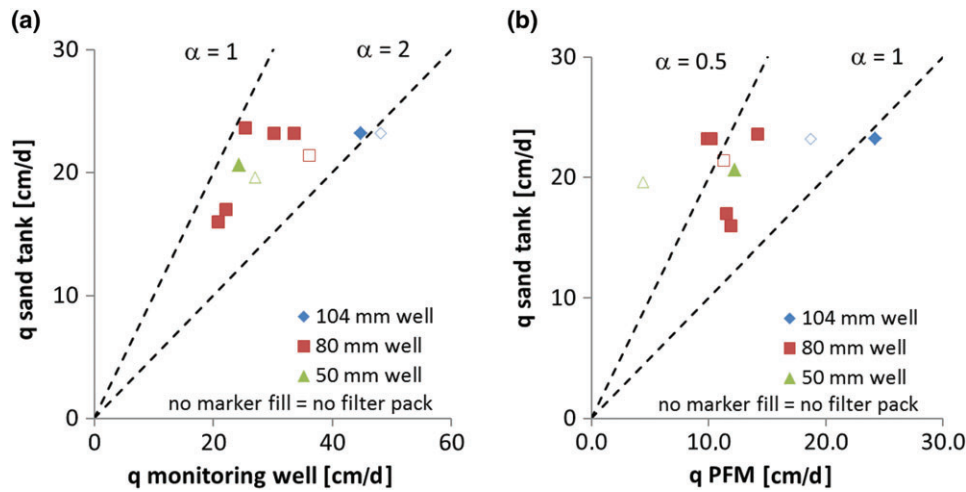 (a)
q sand tank [cm/d]
30
20
10
0
α = 1
α = 2
104 mm well
80 mm well
50 mm well
no marker fill = no filter pack
0
20
40
60
q monitoring well [cm/d]
(b)
q sand tank [cm/d]
30
20
10
0
α = 0.5
α = 1
104 mm well
80 mm well
50 mm well
no marker fill = no filter pack
0.0
10.0
20.0
30.0
q PFM [cm/d]